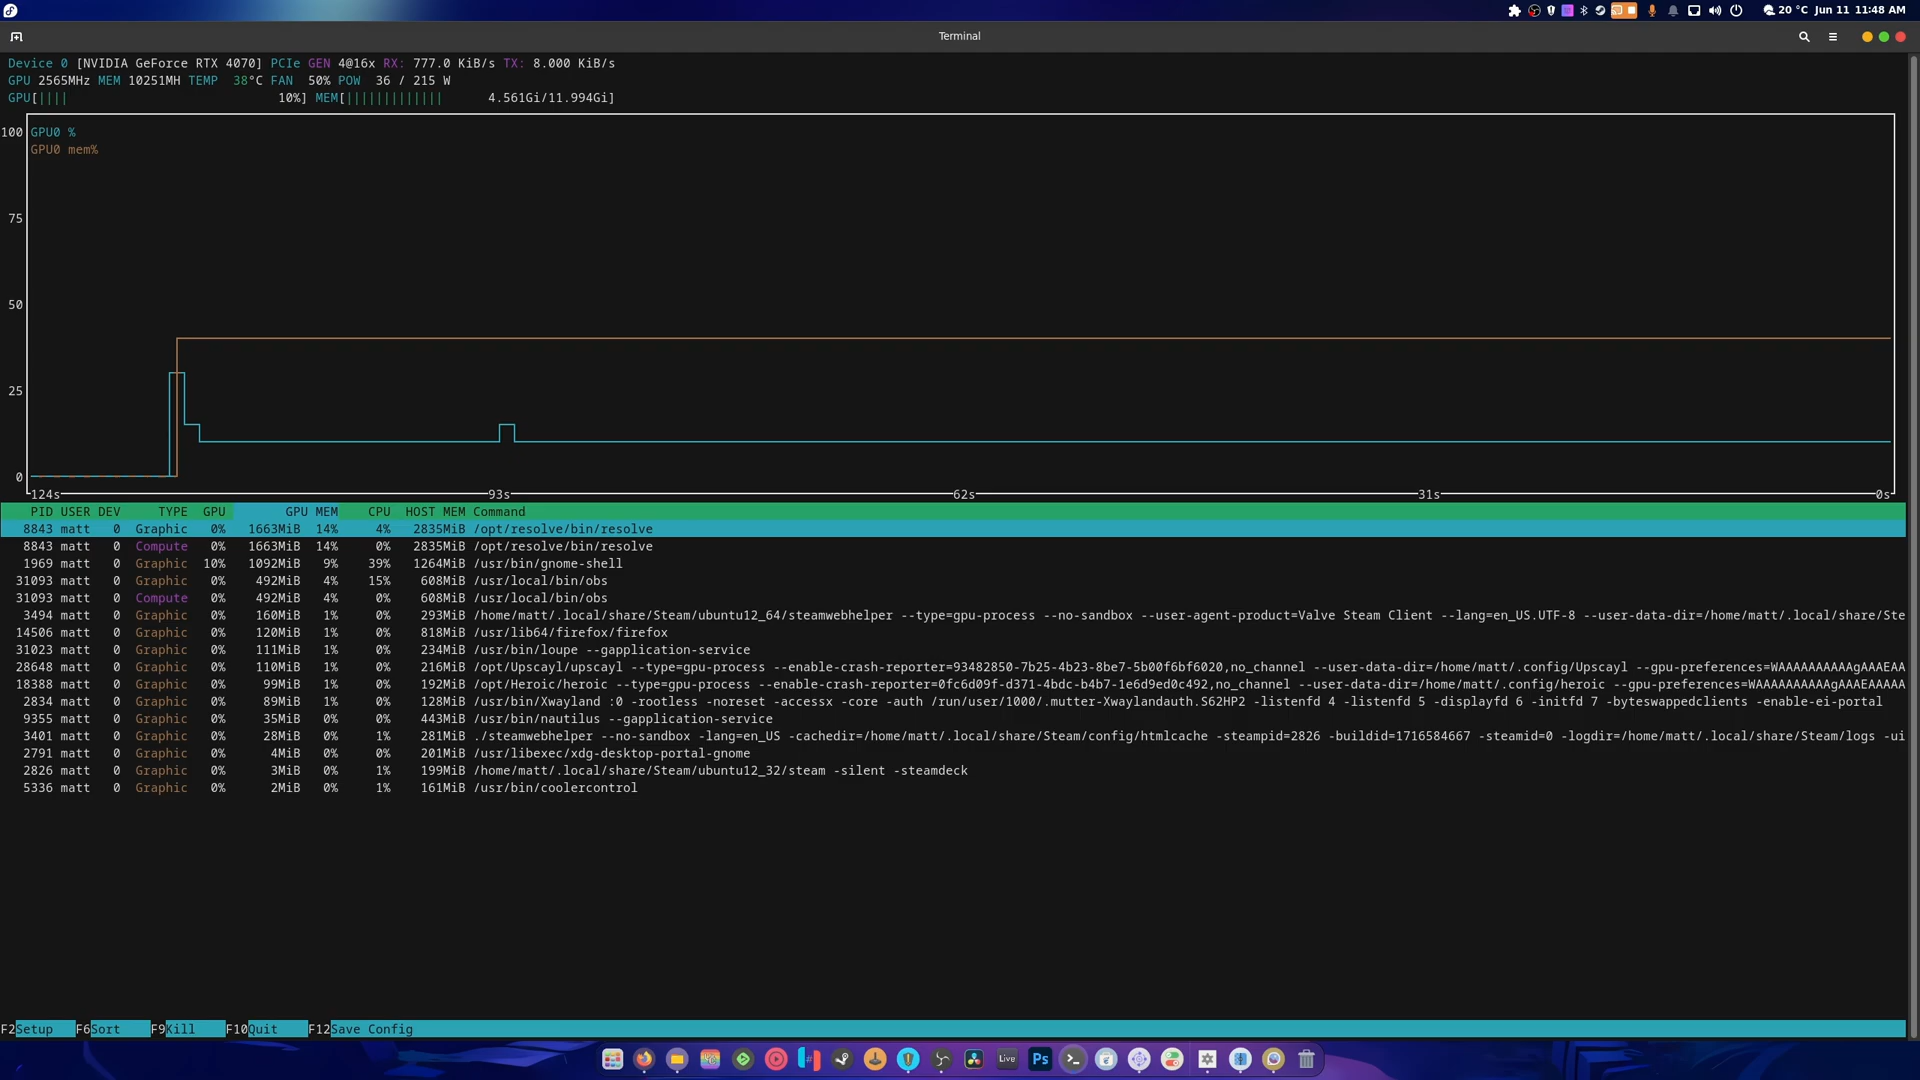 20 °C Jun 11 11:48 AM
Terminal
Device 0 [NVIDIA GeForce RTX 4070] PCIe GEN 4@16x RX: 777.0 KiB/s TX: 8.000 KiB/s
GPU 2565MHz MEM 10251MH TEMP 38°C FAN 50% POW 36 / 215 W
GPU[|||| 10%] MEM[||||||||||||| 4.561Gi/11.994Gi]
100 GPU0 %
GPU0 mem%
75
50
25
0
124s 93s 62s 31s 0s
PID USER DEV TYPE GPU GPU MEM CPU HOST MEM Command
8843 matt 0 Graphic 0% 1663MiB 14% 4% 2835MiB /opt/resolve/bin/resolve
8843 matt 0 Compute 0% 1663MiB 14% 0% 2835MiB /opt/resolve/bin/resolve
1969 matt 0 Graphic 10% 1092MiB 9% 39% 1264MiB /usr/bin/gnome-shell
31093 matt 0 Graphic 0% 492MiB 4% 15% 608MiB /usr/local/bin/obs
31093 matt 0 Compute 0% 492MiB 4% 0% 608MiB /usr/local/bin/obs
3494 matt 0 Graphic 0% 160MiB 1% 0% 293MiB /home/matt/.local/share/Steam/ubuntu12_64/steamwebhelper --type=gpu-process --no-sandbox --user-agent-product=Valve Steam Client --lang=en_US.UTF-8 --user-data-dir=/home/matt/.local/share/Ste
14506 matt 0 Graphic 0% 120MiB 1% 0% 818MiB /usr/lib64/firefox/firefox
31023 matt 0 Graphic 0% 111MiB 1% 0% 234MiB /usr/bin/loupe --gapplication-service
28648 matt 0 Graphic 0% 110MiB 1% 0% 216MiB /opt/Upscayl/upscayl --type=gpu-process --enable-crash-reporter=93482850-7b25-4b23-8be7-5b00f6bf6020,no_channel --user-data-dir=/home/matt/.config/Upscayl --gpu-preferences=WAAAAAAAAAAgAAAEAA
18388 matt 0 Graphic 0% 99MiB 1% 0% 192MiB /opt/Heroic/heroic --type=gpu-process --enable-crash-reporter=0fc6d09f-d371-4bdc-b4b7-1e6d9ed0c492,no_channel --user-data-dir=/home/matt/.config/heroic --gpu-preferences=WAAAAAAAAAAgAAAEAAAAA
2834 matt 0 Graphic 0% 89MiB 1% 0% 128MiB /usr/bin/Xwayland :0 -rootless -noreset -accessx -core -auth /run/user/1000/.mutter-Xwaylandauth.S62HP2 -listenfd 4 -listenfd 5 -displayfd 6 -initfd 7 -byteswappedclients -enable-ei-portal
9355 matt 0 Graphic 0% 35MiB 0% 0% 443MiB /usr/bin/nautilus --gapplication-service
3401 matt 0 Graphic 0% 28MiB 0% 1% 281MiB ./steamwebhelper --no-sandbox -lang=en_US -cachedir=/home/matt/.local/share/Steam/config/htmlcache -steampid=2826 -buildid=1716584667 -steamid=0 -logdir=/home/matt/.local/share/Steam/logs -ui
2791 matt 0 Graphic 0% 4MiB 0% 0% 201MiB /usr/libexec/xdg-desktop-portal-gnome
2826 matt 0 Graphic 0% 3MiB 0% 1% 199MiB /home/matt/.local/share/Steam/ubuntu12_32/steam -silent -steamdeck
5336 matt 0 Graphic 0% 2MiB 0% 1% 161MiB /usr/bin/coolercontrol
F2Setup F6Sort F9Kill F10Quit F12Save Config
Live Ps